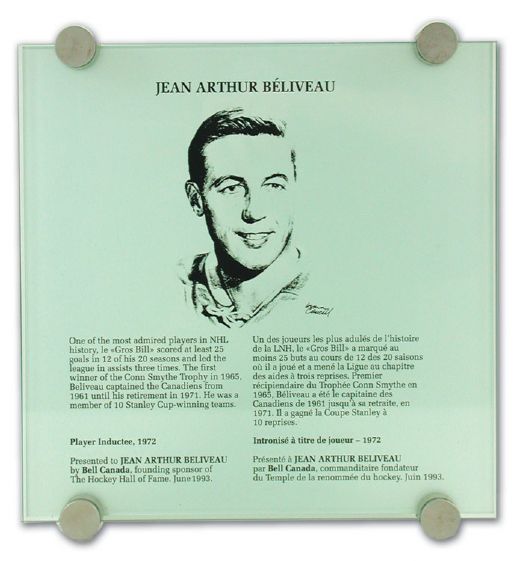 JEAN ARTHUR BÉLIVEAU
One of the most admired players in NHL
history, le «Gros Bill» scored at least 25
goals in 12 of his 20 seasons and led the
league in assists three times. The first
winner of the Conn Smythe Trophy in 1965,
Béliveau captained the Canadiens from
1961 until his retirement in 1971. He was a
member of 10 Stanley Cup-winning teams.
Player Inductee, 1972
Presented to JEAN ARTHUR BELIVEAU
by Bell Canada, founding sponsor of
The Hockey Hall of Fame. June 1993.
Un des joueurs les plus adulés de l'histoire
de la LNH, le «Gros Bill» a marqué au
moins 25 buts au cours de 12 des 20 saisons
où il a joué et a mené la Ligue au chapitre
des aides à trois reprises. Premier
récipiendaire du Trophée Conn Smythe en
1965, Béliveau a été le capitaine des
Canadiens de 1961 jusqu'à sa retraite, en
1971. Il a gagné la Coupe Stanley à
10 reprises.
Intronisé à titre de joueur – 1972
Présenté à JEAN ARTHUR BELIVEAU
par Bell Canada, commanditaire fondateur
du Temple de la renommée du hockey. Juin 1993.